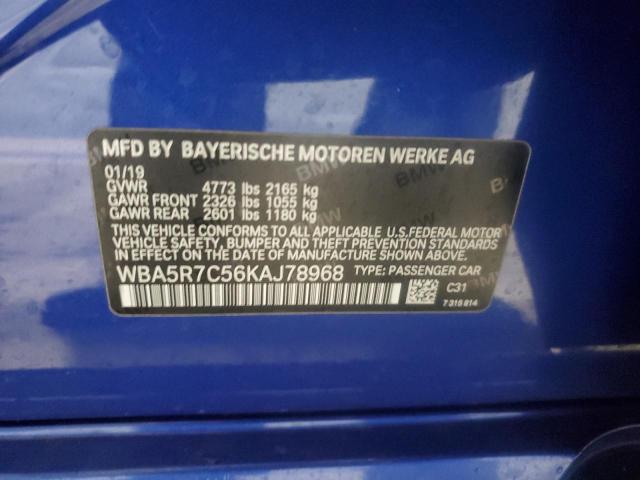 MFD BY BAYERISCHE MOTOREN WERKE AG
01/19
GVWR 4773 lbs 2165 kg
GAWR FRONT 2326 lbs 1055 kg
GAWR REAR 2601 lbs 1180 kg
THIS VEHICLE CONFORMS TO ALL APPLICABLE U.S.FEDERAL MOTOR
VEHICLE SAFETY, BUMPER, AND THEFT PREVENTION STANDARDS
IN EFFECT ON THE DATE OF MANUFACTURE SHOWN ABOVE.
WBA5R7C56KAJ78968 TYPE: PASSENGER CAR
C31
7 315 814